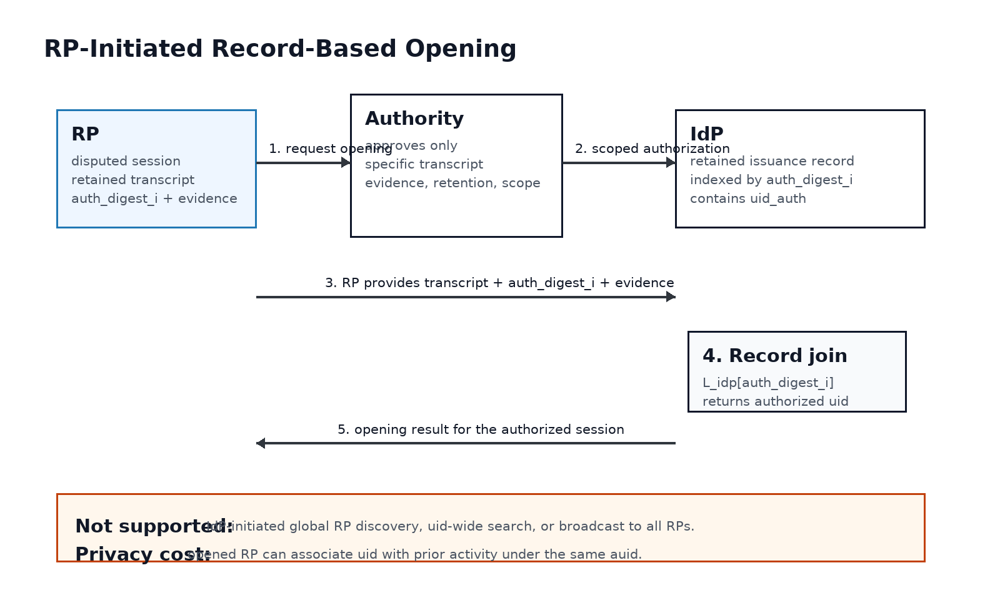 RP-Initiated Record-Based Opening
RP
disputed session
retained transcript
auth_digest_i + evidence
1. request opening
Authority
approves only
specific transcript
evidence, retention, scope
2. scoped authorization
IdP
retained issuance record
indexed by auth_digest_i
contains uid_auth
3. RP provides transcript + auth_digest_i + evidence
4. Record join
L_idp[auth_digest_i]
returns authorized uid
5. opening result for the authorized session
Not supported: IdP-initiated global RP discovery, uid-wide search, or broadcast to all RPs.
Privacy cost: opened RP can associate uid with prior activity under the same auid.